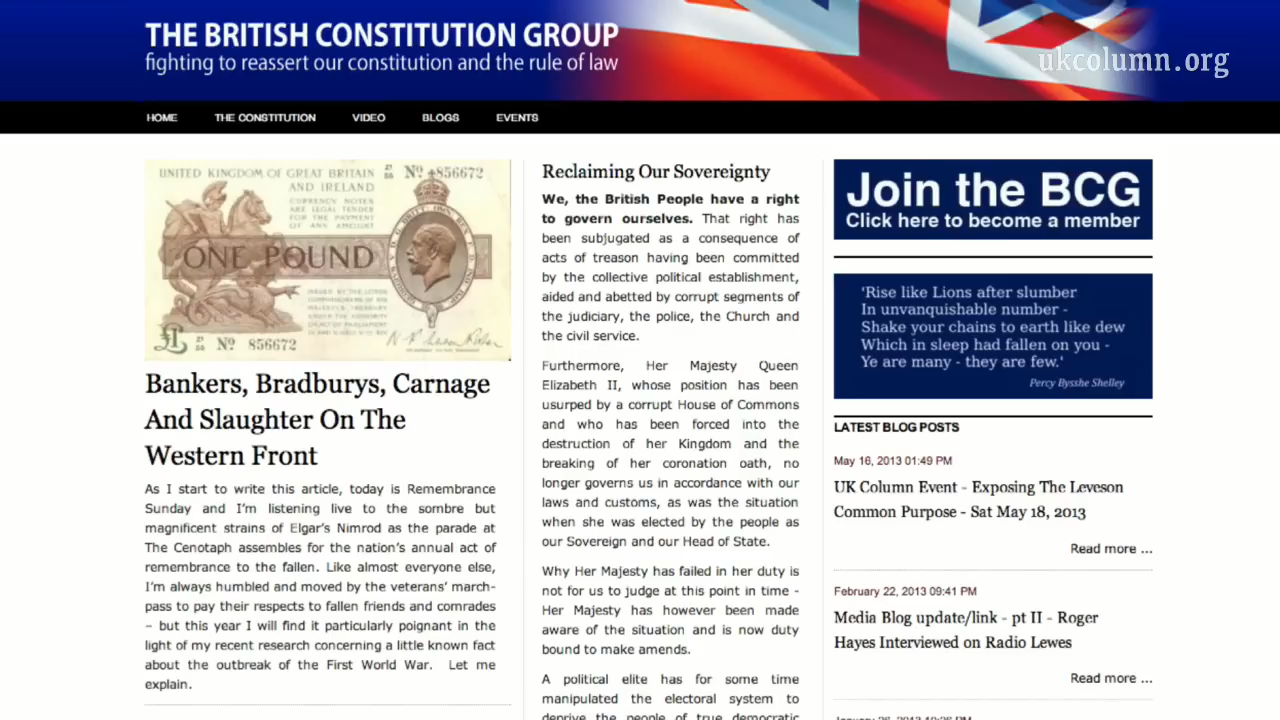 THE BRITISH CONSTITUTION GROUP
fighting to reassert our constitution and the rule of law
ukcolumn.org
HOME THE CONSTITUTION VIDEO BLOGS EVENTS
UNITED KINGDOM OF GREAT BRITAIN
AND IRELAND
Nº 856672
CURRENCY NOTES
ARE LEGAL TENDER
FOR THE PAYMENT
OF ANY AMOUNT
ONE POUND
£1
Nº 856672
Bankers, Bradburys, Carnage
And Slaughter On The
Western Front
As I start to write this article, today is Remembrance
Sunday and I'm listening live to the sombre but
magnificent strains of Elgar's Nimrod as the parade at
The Cenotaph assembles for the nation's annual act of
remembrance to the fallen. Like almost everyone else,
I'm always humbled and moved by the veterans' march-
pass to pay their respects to fallen friends and comrades
– but this year I will find it particularly poignant in the
light of my recent research concerning a little known fact
about the outbreak of the First World War. Let me
explain.
Reclaiming Our Sovereignty
We, the British People have a right
to govern ourselves. That right has
been subjugated as a consequence of
acts of treason having been committed
by the collective political establishment,
aided and abetted by corrupt segments of
the judiciary, the police, the Church and
the civil service.
Furthermore, Her Majesty Queen
Elizabeth II, whose position has been
usurped by a corrupt House of Commons
and who has been forced into the
destruction of her Kingdom and the
breaking of her coronation oath, no
longer governs us in accordance with our
laws and customs, as was the situation
when she was elected by the people as
our Sovereign and our Head of State.
Why Her Majesty has failed in her duty is
not for us to judge at this point in time -
Her Majesty has however been made
aware of the situation and is now duty
bound to make amends.
A political elite has for some time
manipulated the electoral system to
deprive the people of true democratic
Join the BCG
Click here to become a member
'Rise like Lions after slumber
In unvanquishable number -
Shake your chains to earth like dew
Which in sleep had fallen on you -
Ye are many - they are few.'
Percy Bysshe Shelley
LATEST BLOG POSTS
May 16, 2013 01:49 PM
UK Column Event - Exposing The Leveson
Common Purpose - Sat May 18, 2013
Read more ...
February 22, 2013 09:41 PM
Media Blog update/link - pt II - Roger
Hayes Interviewed on Radio Lewes
Read more ...